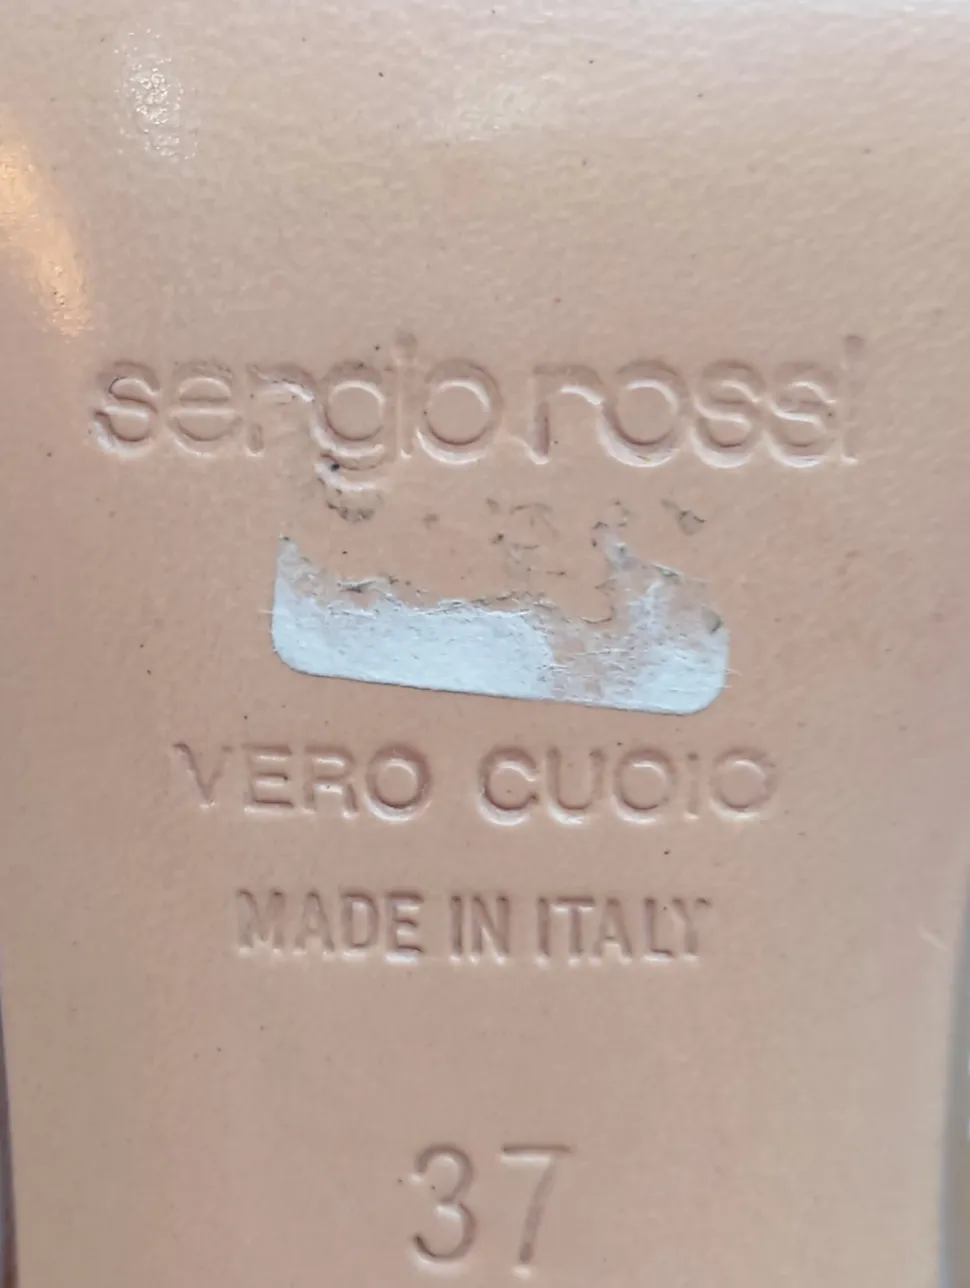 sergio rossi
VERO CUOIO
MADE IN ITALY
37